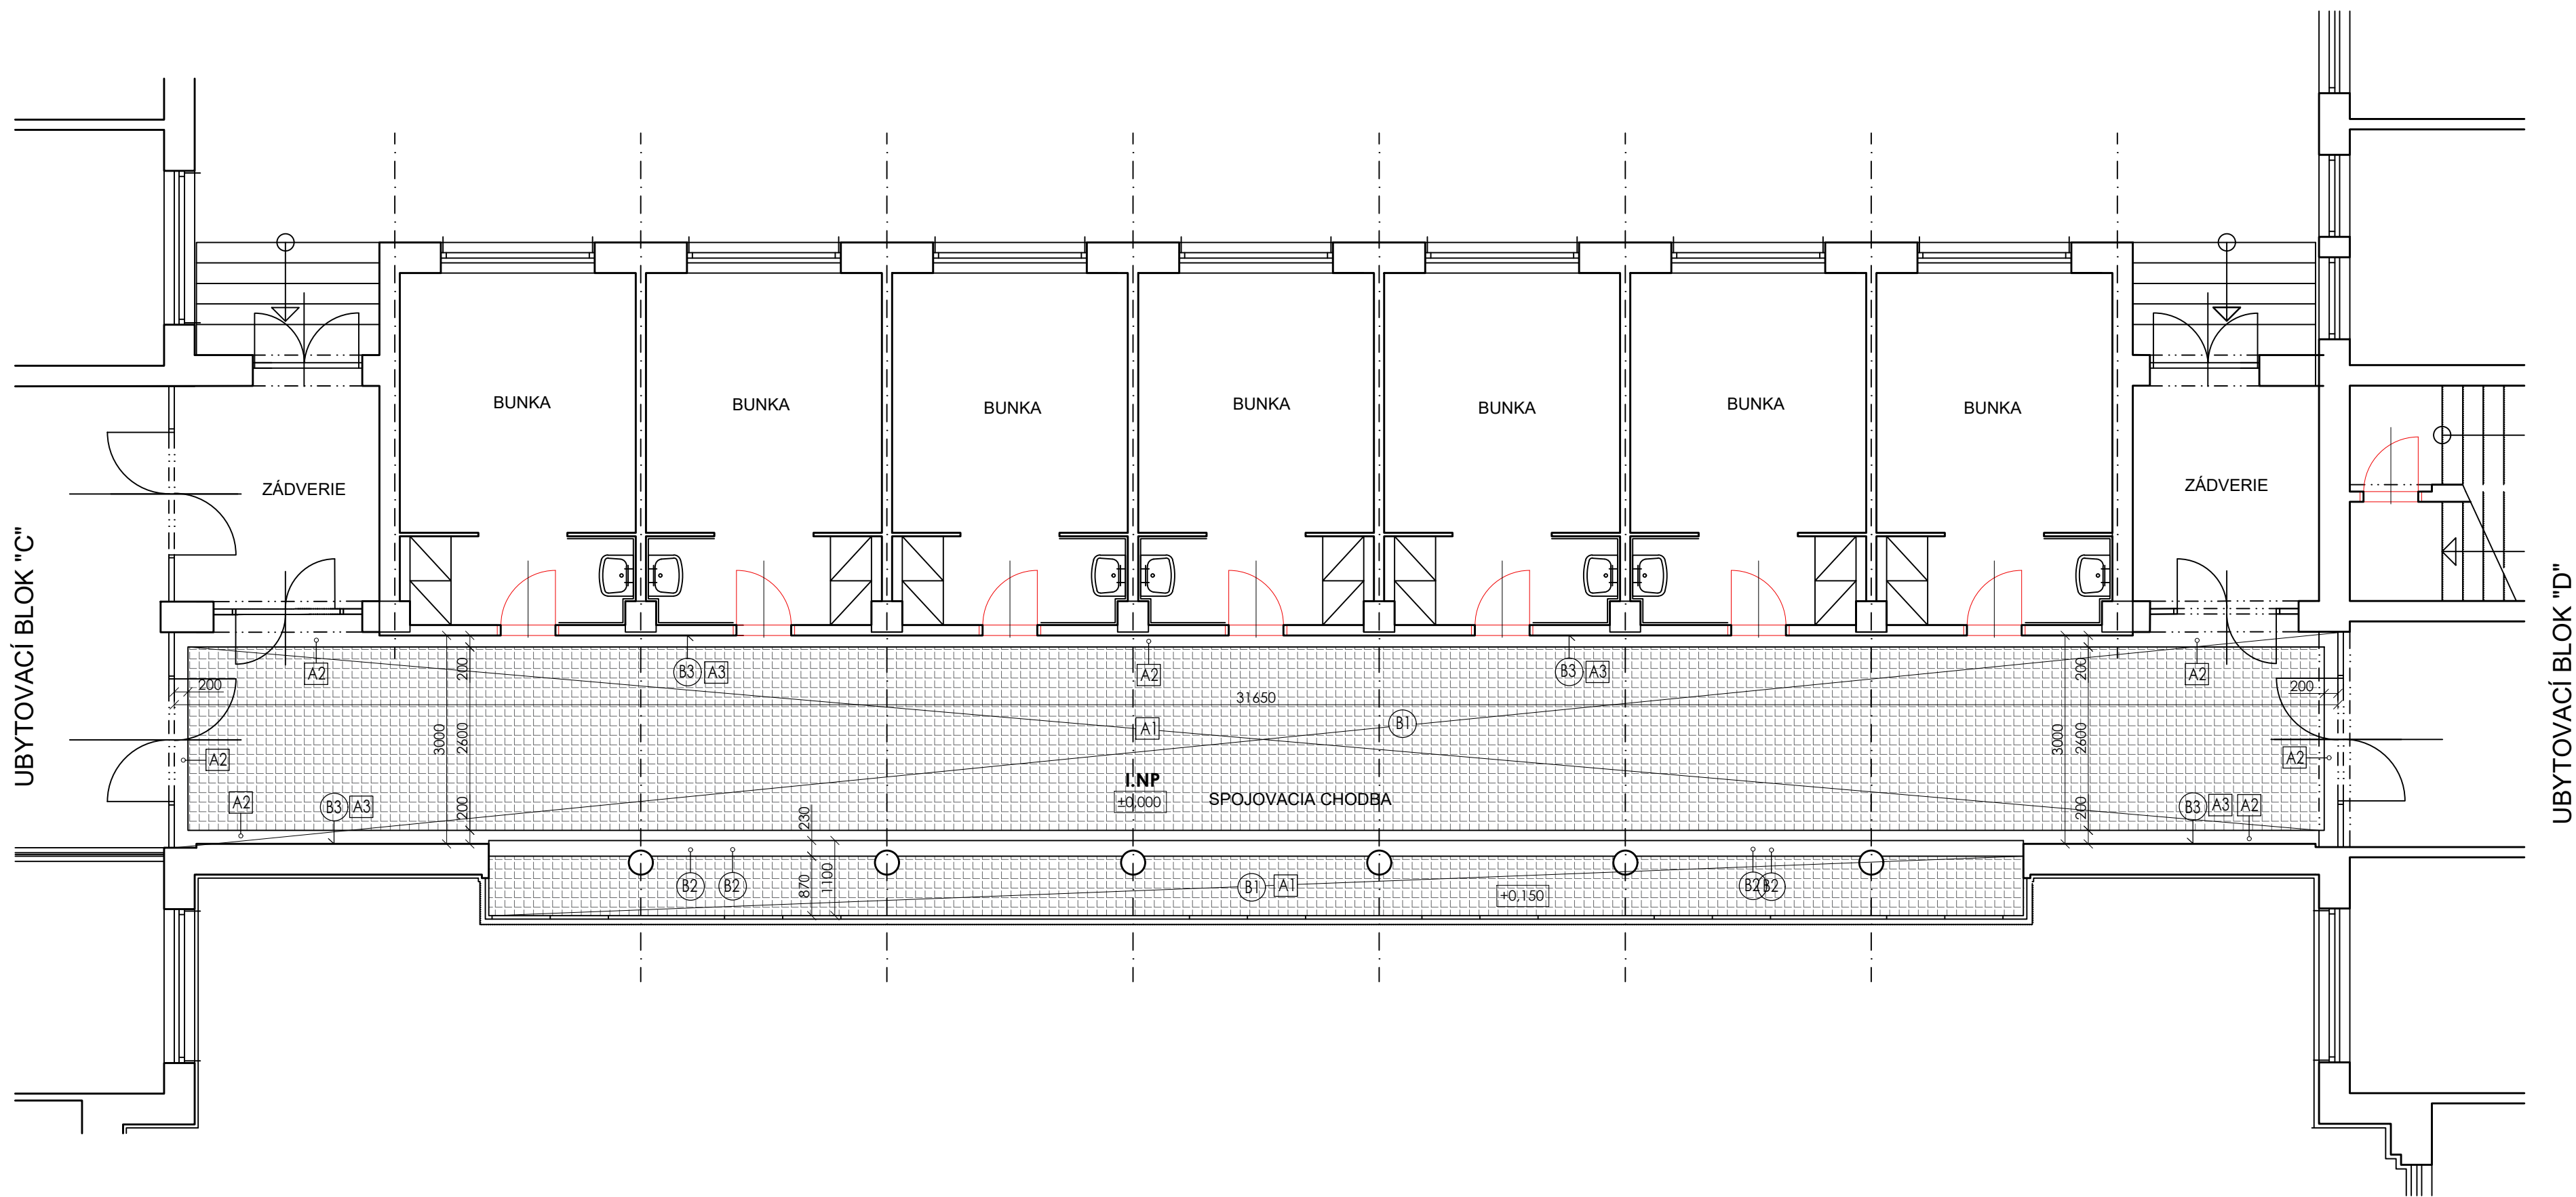 BUNKA
BUNKA
BUNKA
BUNKA
BUNKA
BUNKA
BUNKA
ZÁDVERIE
ZÁDVERIE
UBYTOVACÍ BLOK "C"
UBYTOVACÍ BLOK "D"
A2
B3 A3
A2
B3 A3
A2
200
200
200
200
31650
A1
B1
3000
2600
3000
2600
A2
A2
I.NP
±0,000
SPOJOVACIA CHODBA
A2
B3 A3
200
230
200
B3 A3 A2
B2
B2
870
1100
B1 A1
+0,150
B2
B2